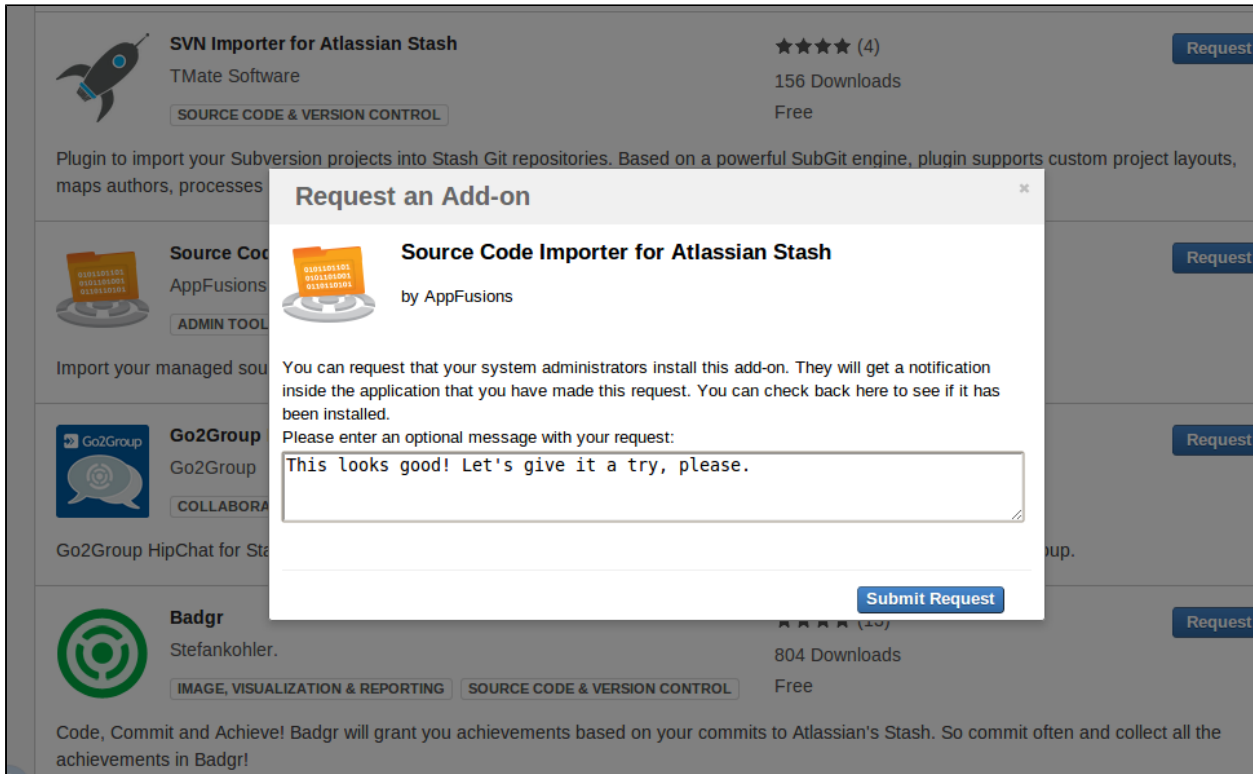 SVN Importer for Atlassian Stash
(4)
Request
TMate Software
156 Downloads
SOURCE CODE & VERSION CONTROL
Free
Plugin to import your Subversion projects into Stash Git repositories. Based on a powerful SubGit engine, plugin supports custom project layouts,
maps authors, processes
Request an Add-on
Source Code Importer for Atlassian Stash
by AppFusions
You can request that your system administrators install this add-on. They will get a notification
inside the application that you have made this request. You can check back here to see if it has
been installed.
Please enter an optional message with your request:
This looks good! Let's give it a try, please.
Submit Request
Source
Request
AppFusions
0101101101
0101101001
0110110101
ADMIN TOOL
Import your managed sou
Go2Group
Go2Group
Request
Go2Group
COLLABORA
Go2Group HipChat for Sta
up.
Badgr
Request
Stefankohler.
804 Downloads
IMAGE, VISUALIZATION & REPORTING
SOURCE CODE & VERSION CONTROL
Free
Code, Commit and Achieve! Badgr will grant you achievements based on your commits to Atlassian's Stash. So commit often and collect all the
achievements in Badgr!